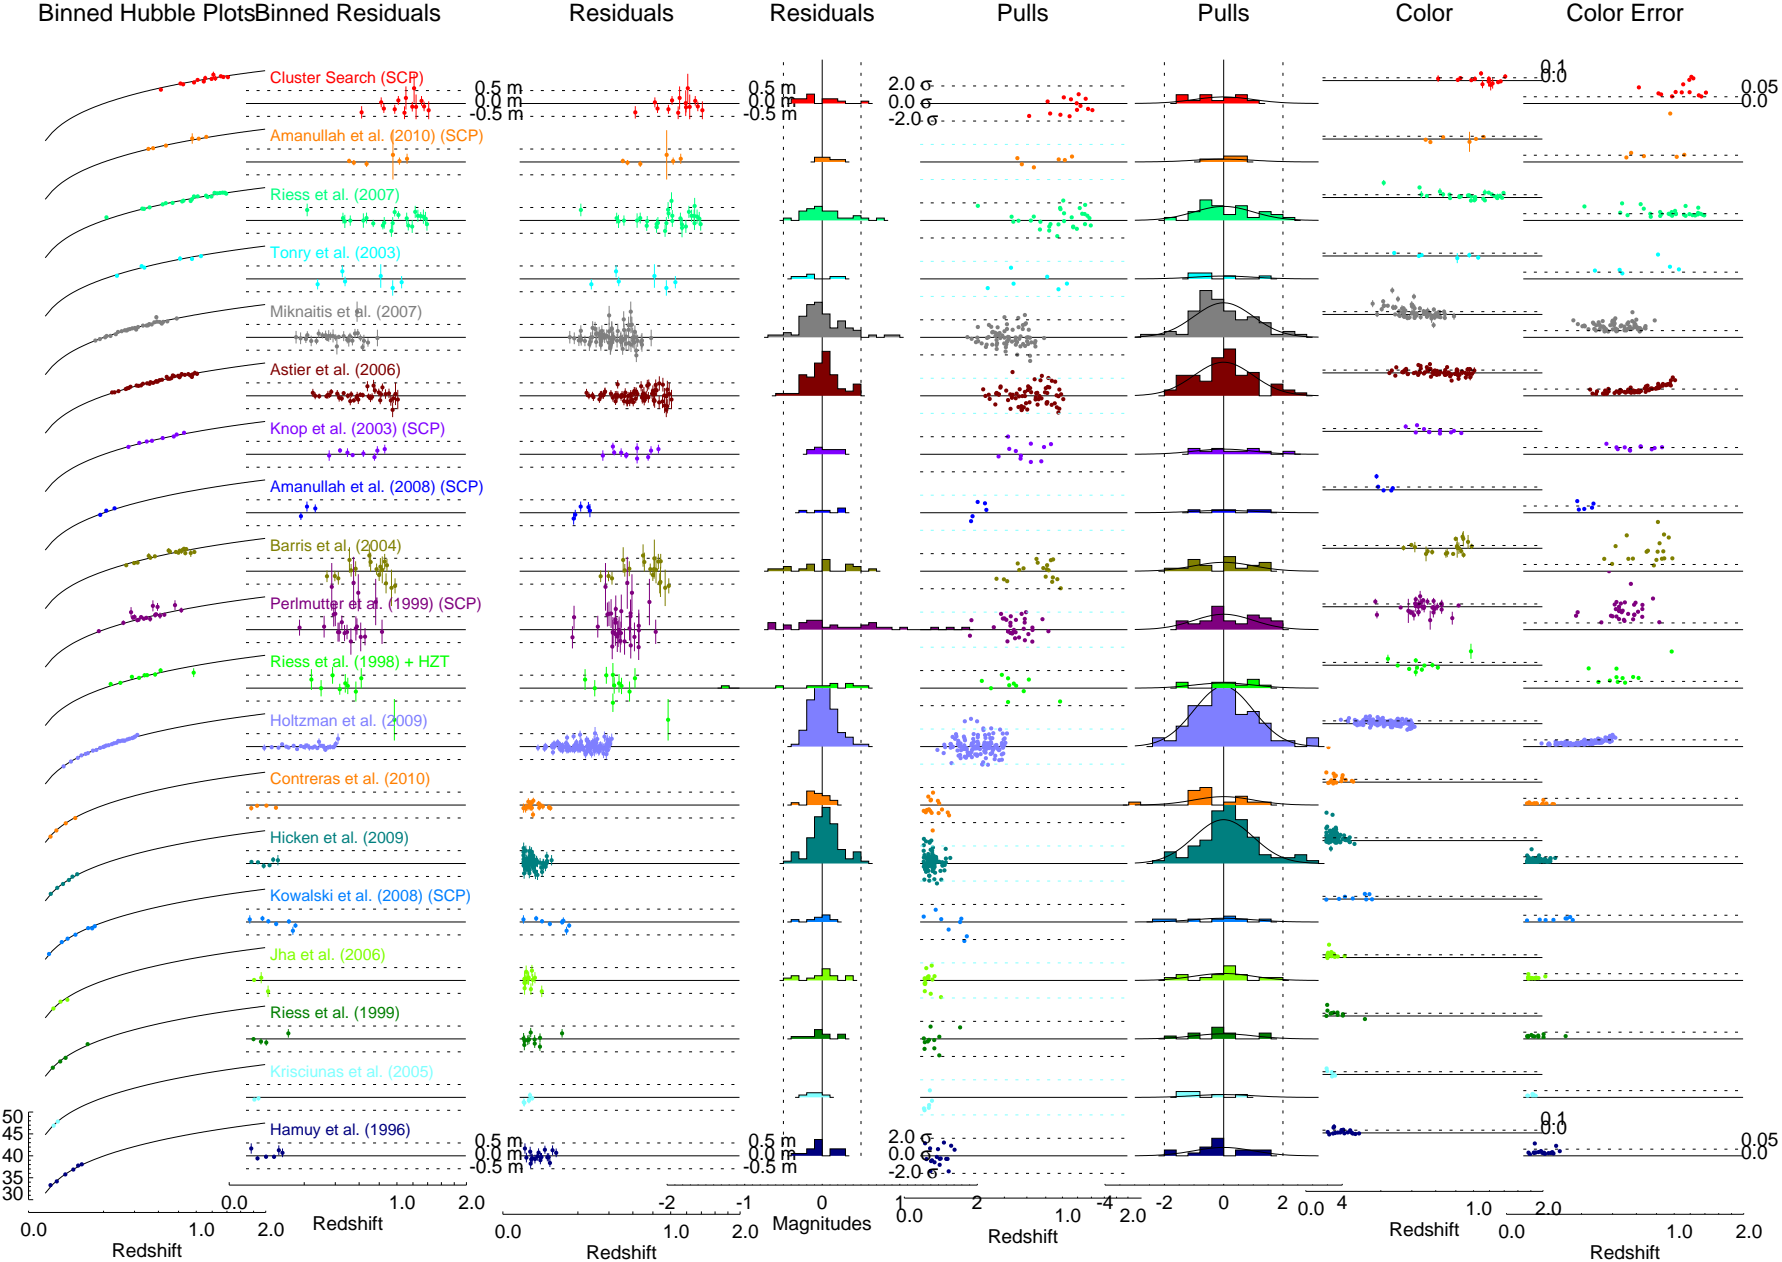 Binned Hubble Plots Binned Residuals Residuals Residuals Pulls Pulls Color Color Error
Cluster Search (SCP)
0.5 m 0.5 m 2.0 σ 0.1 0.05
0.0 m 0.0 m 0.0 σ 0.0 0.0
-0.5 m -0.5 m -2.0 σ
Amanullah et al. (2010) (SCP)
Riess et al. (2007)
Tonry et al. (2003)
Miknaitis et al. (2007)
Astier et al. (2006)
Knop et al. (2003) (SCP)
Amanullah et al. (2008) (SCP)
Barris et al. (2004)
Perlmutter et al. (1999) (SCP)
Riess et al. (1998) + HZT
Holtzman et al. (2009)
Contreras et al. (2010)
Hicken et al. (2009)
Kowalski et al. (2008) (SCP)
Jha et al. (2006)
Riess et al. (1999)
Krisciunas et al. (2005)
Hamuy et al. (1996)
50
45
40
35
30
0.5 m 0.5 m 2.0 σ 0.1 0.05
0.0 m 0.0 m 0.0 σ 0.0 0.0
-0.5 m -0.5 m -2.0 σ
0.0 1.0 2.0
Redshift
0.0 1.0 2.0
Redshift
0.0 1.0 2.0
Redshift
-2 -1 0 1 2
Magnitudes
0.0 1.0 2.0
Redshift
-4 -2 0 2 4
0.0 1.0 2.0
Redshift
0.0 1.0 2.0
Redshift